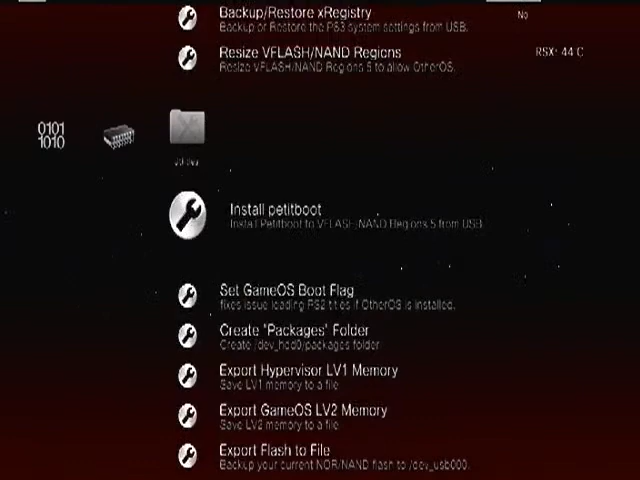 Backup/Restore xRegistry
Backup or Restore the PS3 system settings from USB.
No
Resize VFLASH/NAND Regions
Resize VFLASH/NAND Regions 5 to allow OtherOS.
RSX: 44°C
0101
1010
Install petitboot
Install Petitboot to VFLASH/NAND Regions 5 from USB
Set GameOS Boot Flag
fixes issue loading PS2 titles if OtherOS is installed.
Create "Packages" Folder
Create /dev_hdd0/packages folder
Export Hypervisor LV1 Memory
Save LV1 memory to a file
Export GameOS LV2 Memory
Save LV2 memory to a file
Export Flash to File
Backup your current NOR/NAND flash to /dev_usb000.